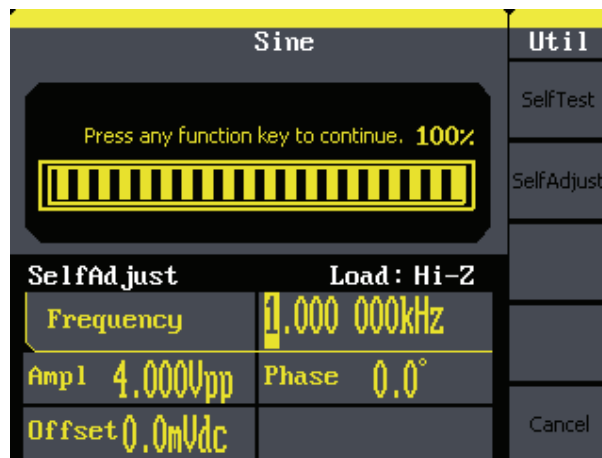 Sine
Util
SelfTest
Press any function key to continue. 100%
SelfAdjust
SelfAdjust
Load: Hi-Z
Frequency
1.000 000kHz
Ampl 4.000Vpp
Phase 0.0°
Offset 0.0mVdc
Cancel